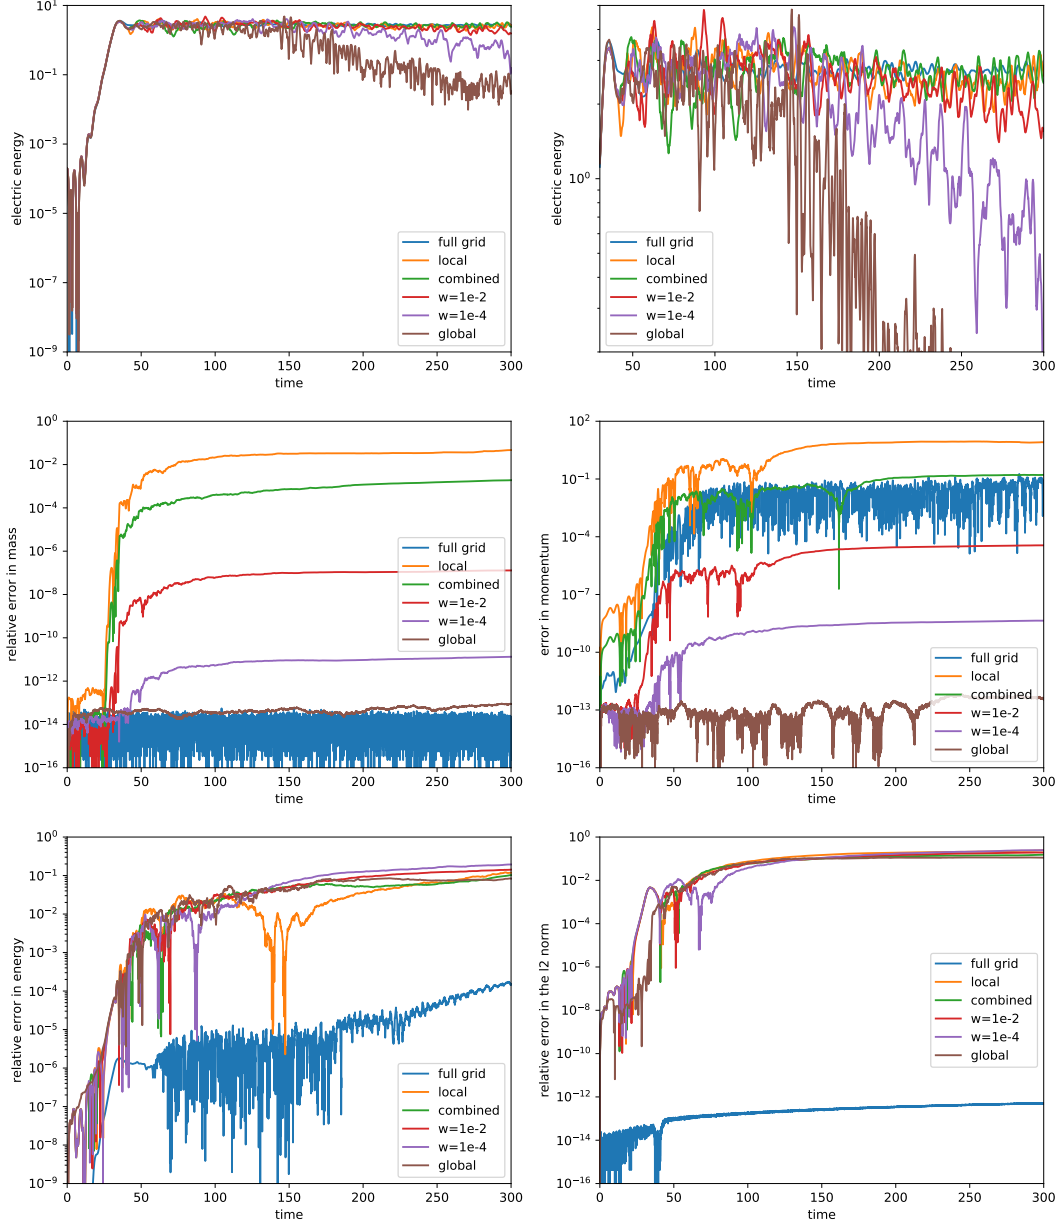 electric energy
10^1
10^−1
10^−3
10^−5
10^−7
10^−9
0 50 100 150 200 250 300
time
full grid
local
combined
w=1e-2
w=1e-4
global
electric energy
10^0
50 100 150 200 250 300
time
full grid
local
combined
w=1e-2
w=1e-4
global
relative error in mass
10^0
10^−2
10^−4
10^−6
10^−8
10^−10
10^−12
10^−14
10^−16
0 50 100 150 200 250 300
time
full grid
local
combined
w=1e-2
w=1e-4
global
error in momentum
10^2
10^−1
10^−4
10^−7
10^−10
10^−13
10^−16
0 50 100 150 200 250 300
time
full grid
local
combined
w=1e-2
w=1e-4
global
relative error in energy
10^0
10^−1
10^−2
10^−3
10^−4
10^−5
10^−6
10^−7
10^−8
10^−9
0 50 100 150 200 250 300
time
full grid
local
combined
w=1e-2
w=1e-4
global
relative error in the l2 norm
10^0
10^−2
10^−4
10^−6
10^−8
10^−10
10^−12
10^−14
10^−16
0 50 100 150 200 250 300
time
full grid
local
combined
w=1e-2
w=1e-4
global